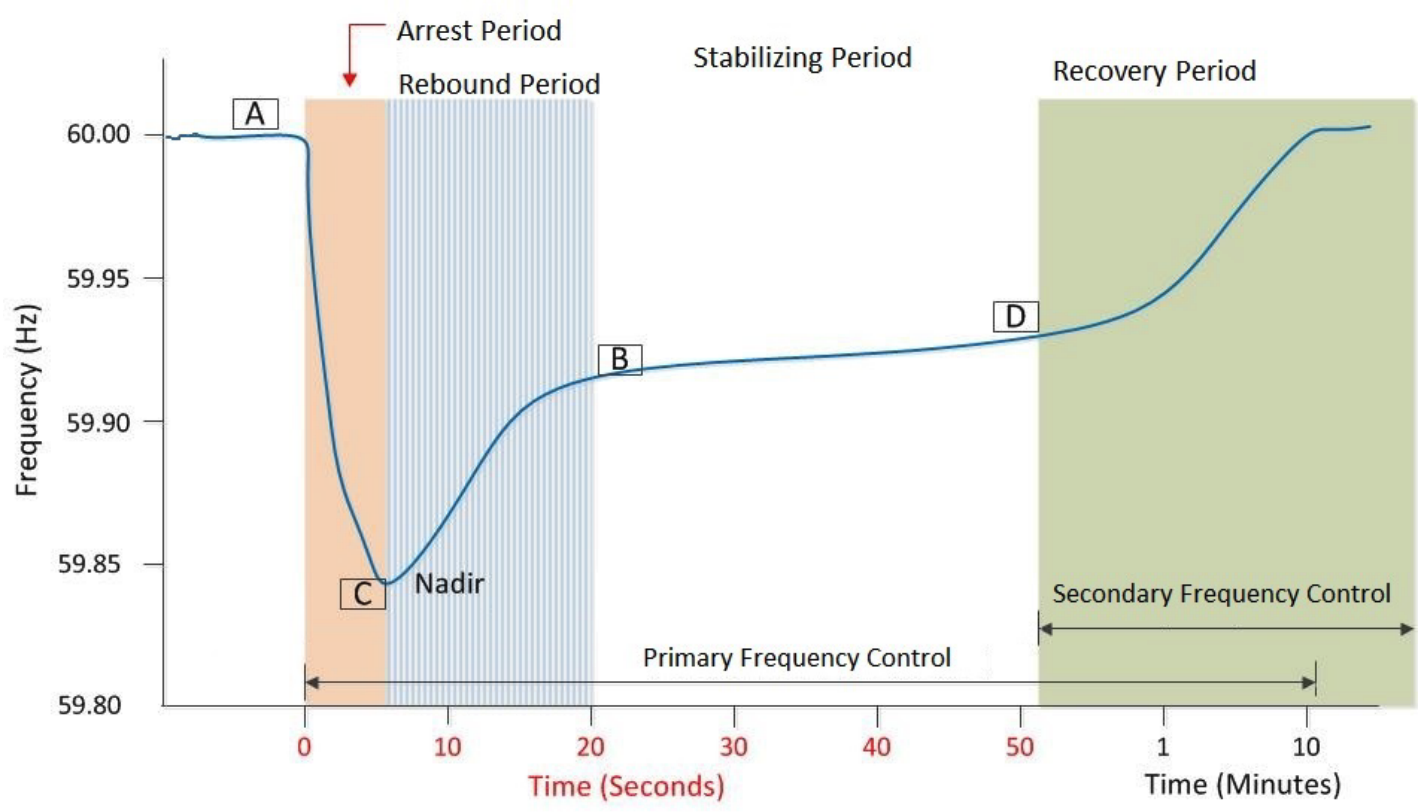 Arrest Period
Stabilizing Period
Recovery Period
Rebound Period
A
60.00
59.95
59.90
59.85
59.80
Frequency (Hz)
D
B
C
Nadir
Secondary Frequency Control
Primary Frequency Control
0 10 20 30 40 50 1 10
Time (Seconds)
Time (Minutes)